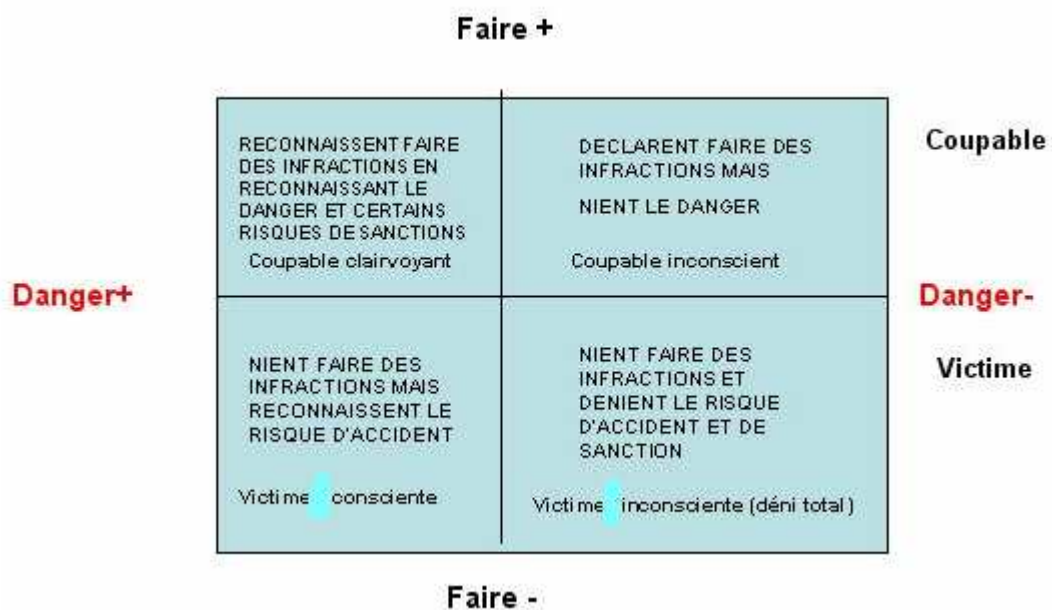 Faire +
RECONNAISSENT FAIRE
DES INFRACTIONS EN
RECONNAISSANT LE
DANGER ET CERTAINS
RISQUES DE SANCTIONS
Coupable clairvoyant
DECLARENT FAIRE DES
INFRACTIONS MAIS
NIENT LE DANGER
Coupable inconscient
Coupable
Danger+
Danger-
NIENT FAIRE DES
INFRACTIONS MAIS
RECONNAISSENT LE
RISQUE D'ACCIDENT
Victime consciente
NIENT FAIRE DES
INFRACTIONS ET
DENIENT LE RISQUE
D'ACCIDENT ET DE
SANCTION
Victime inconsciente (déni total)
Victime
Faire -